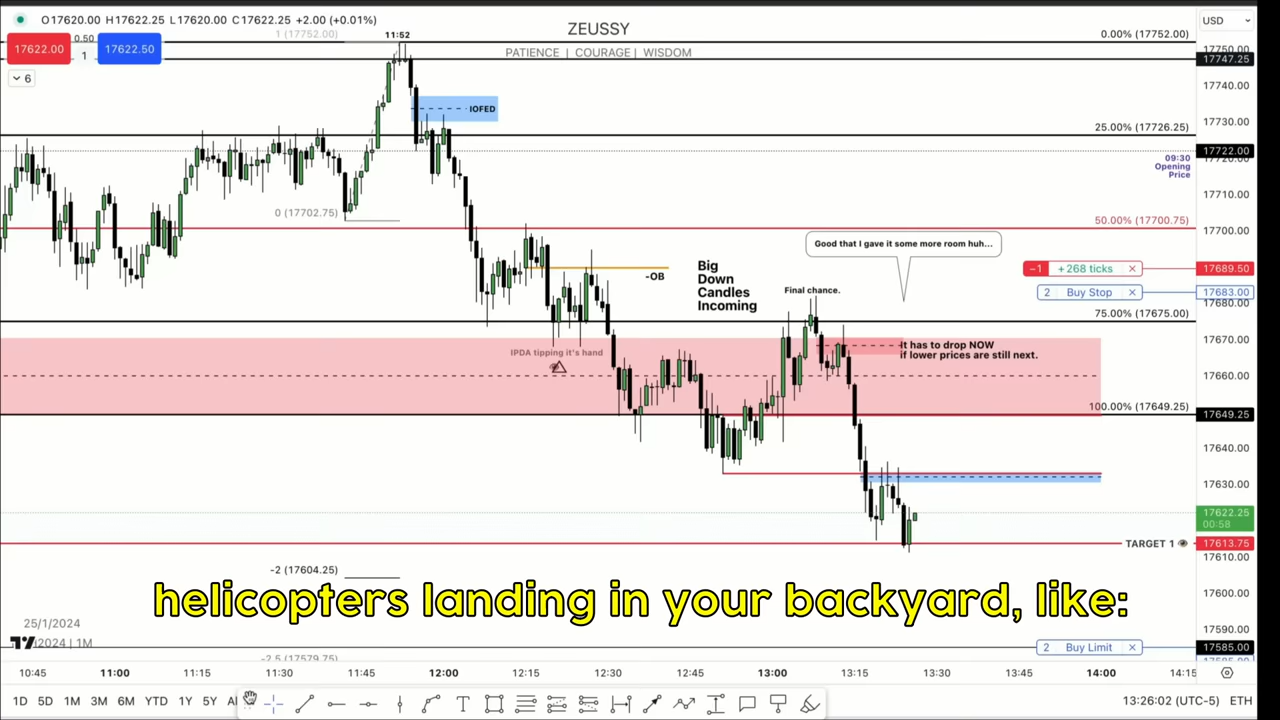 O17620.00 H17622.25 L17620.00 C17622.25 +2.00 (+0.01%)
17622.00
0.50
1
17622.50
6
ZEUSSY
PATIENCE | COURAGE | WISDOM
USD
1 (17752.00)
11:52
0.00% (17752.00)
17750.00
17747.25
17740.00
IOFED
17730.00
25.00% (17726.25)
17722.00
17720.00
09:30
Opening
Price
17710.00
0 (17702.75)
50.00% (17700.75)
17700.00
Good that I gave it some more room huh...
-OB
Big
Down
Candles
Incoming
−1 +268 ticks ×
17689.50
Final chance.
2 Buy Stop ×
17683.00
17680.00
75.00% (17675.00)
17670.00
IPDA tipping it's hand
It has to drop NOW
if lower prices are still next.
17660.00
100.00% (17649.25)
17649.25
17640.00
17630.00
17622.25
00:58
TARGET 1
17613.75
17610.00
-2 (17604.25)
17600.00
helicopters landing in your backyard, like:
25/1/2024
2024 | 1M
17590.00
2 Buy Limit ×
17585.00
-2.5 (17579.75)
10:45 11:00 11:15 11:30 11:45 12:00 12:15 12:30 12:45 13:00 13:15 13:30 13:45 14:00 14:15
1D 5D 1M 3M 6M YTD 1Y 5Y
13:26:02 (UTC-5) ETH